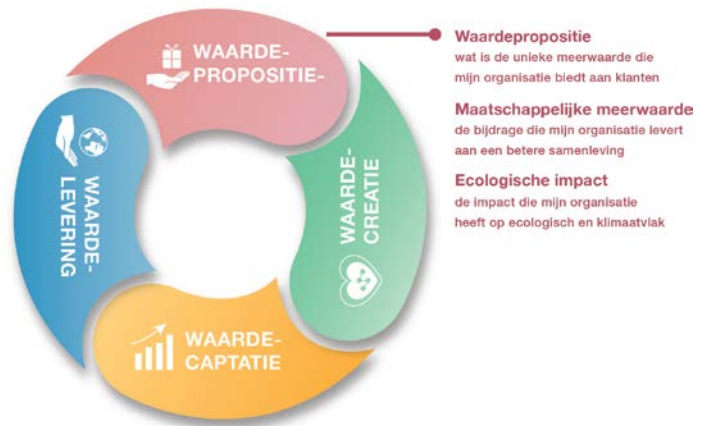 WAARDE-
PROPOSITIE-
Waardepropositie
wat is de unieke meerwaarde die
mijn organisatie biedt aan klanten
Maatschappelijke meerwaarde
de bijdrage die mijn organisatie levert
aan een betere samenleving
Ecologische impact
de impact die mijn organisatie
heeft op ecologisch en klimaatvlak
WAARDE-
CREATIE
WAARDE-
CAPTATIE
WAARDE-
LEVERING